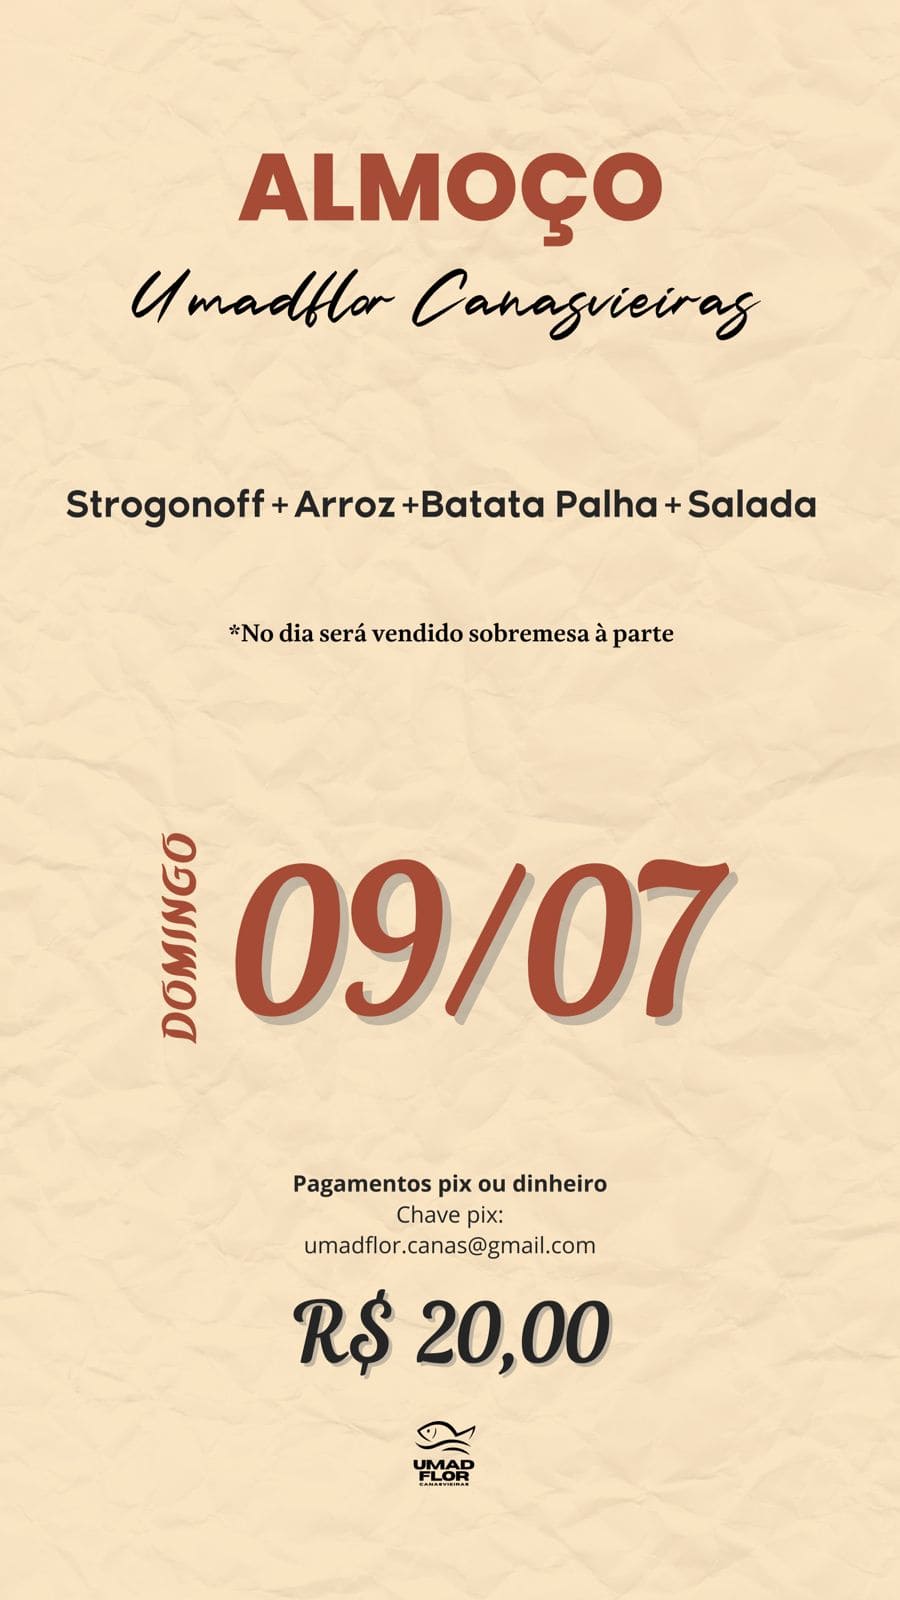 ALMOÇO
Umadflor Canasvieiras
Strogonoff + Arroz +Batata Palha + Salada
*No dia será vendido sobremesa à parte
DOMINGO
09/07
Pagamentos pix ou dinheiro
Chave pix:
umadflor.canas@gmail.com
R$ 20,00
UMAD
FLOR
CANASVIEIRAS